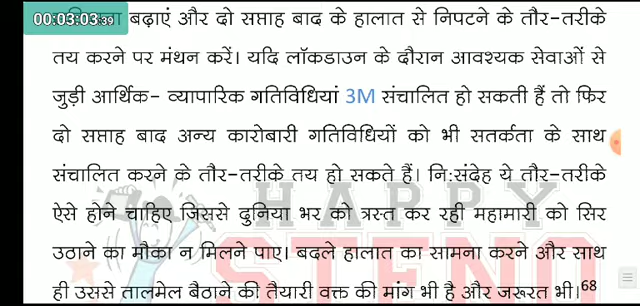 00:03:03:39
बढ़ाएं और दो सप्ताह बाद के हालात से निपटने के तौर-तरीके
तय करने पर मंथन करें। यदि लॉकडाउन के दौरान आवश्यक सेवाओं से
जुड़ी आर्थिक- व्यापारिक गतिविधियां 3M संचालित हो सकती हैं तो फिर
दो सप्ताह बाद अन्य कारोबारी गतिविधियों को भी सतर्कता के साथ
संचालित करने के तौर-तरीके तय हो सकते हैं। नि:संदेह ये तौर-तरीके
ऐसे होने चाहिए जिससे दुनिया भर को त्रस्त कर रही महामारी को सिर
उठाने का मौका न मिलने पाए। बदले हालात का सामना करने और साथ
ही उससे तालमेल बैठाने की तैयारी वक्त की मांग भी है और जरूरत भी।68
HAPPY
STENO